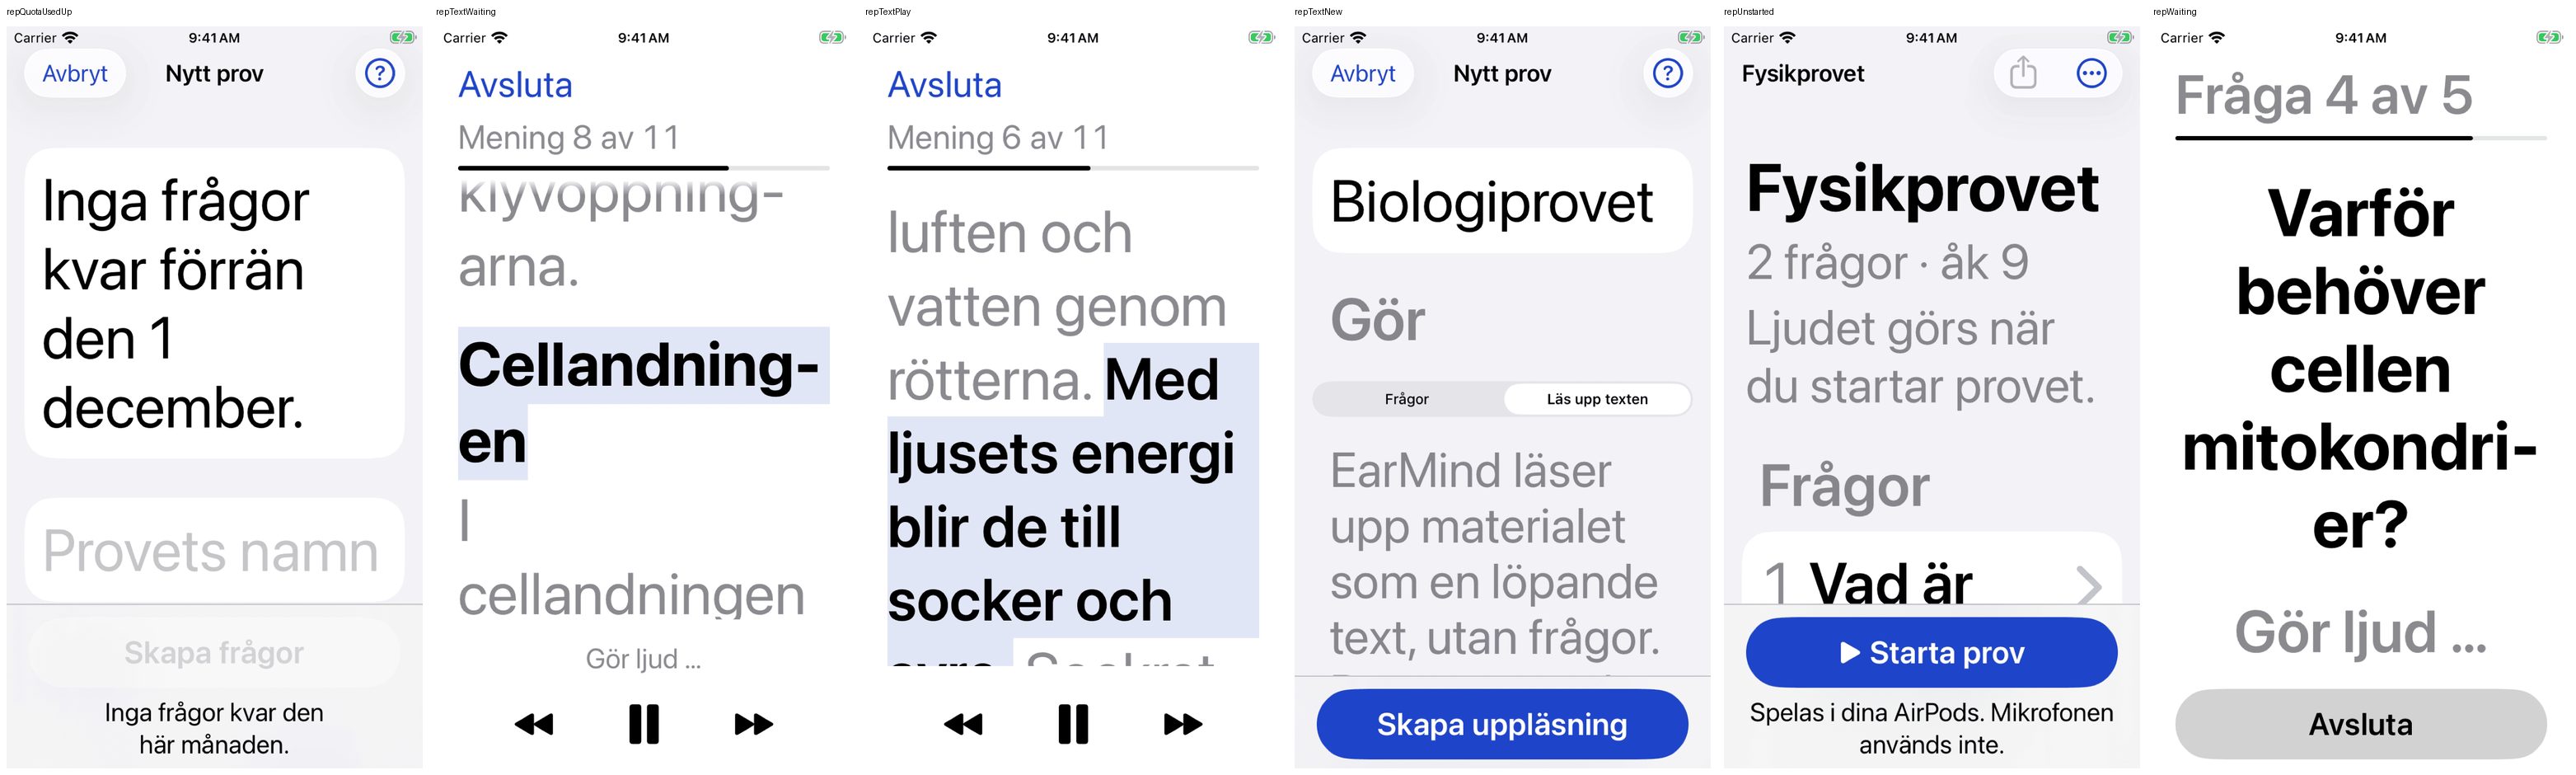 repQuotaUsedUp
Carrier
9:41 AM
Avbryt
Nytt prov
?
Inga frågor
kvar förrän
den 1
december.
Provets namn
Skapa frågor
Inga frågor kvar den
här månaden.
repTextWaiting
Carrier
9:41 AM
Avsluta
Mening 8 av 11
klyvöppning-
arna.
Cellandning-
en
I
cellandningen
Gör ljud ...
repTextPlay
Carrier
9:41 AM
Avsluta
Mening 6 av 11
luften och
vatten genom
rötterna. Med
ljusets energi
blir de till
socker och
repTextNew
Carrier
9:41 AM
Avbryt
Nytt prov
?
Biologiprovet
Gör
Frågor
Läs upp texten
EarMind läser
upp materialet
som en löpande
text, utan frågor.
Skapa uppläsning
repUnstarted
Carrier
9:41 AM
Fysikprovet
Fysikprovet
2 frågor · åk 9
Ljudet görs när
du startar provet.
Frågor
1 Vad är
Starta prov
Spelas i dina AirPods. Mikrofonen
används inte.
repWaiting
Carrier
9:41 AM
Fråga 4 av 5
Varför
behöver
cellen
mitokondri-
er?
Gör ljud ...
Avsluta